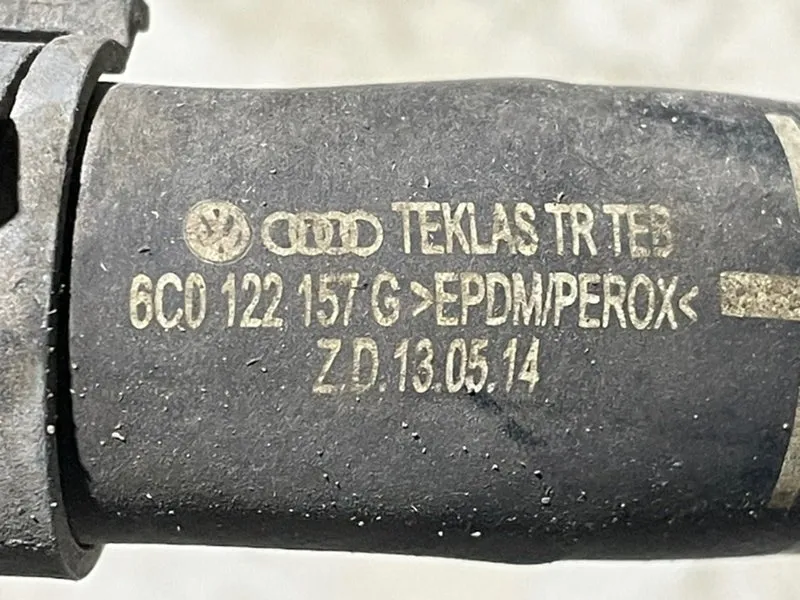 TEKLAS TR TEB
6C0 122 157 G >EPDM/PEROX<
Z.D.13.05.14